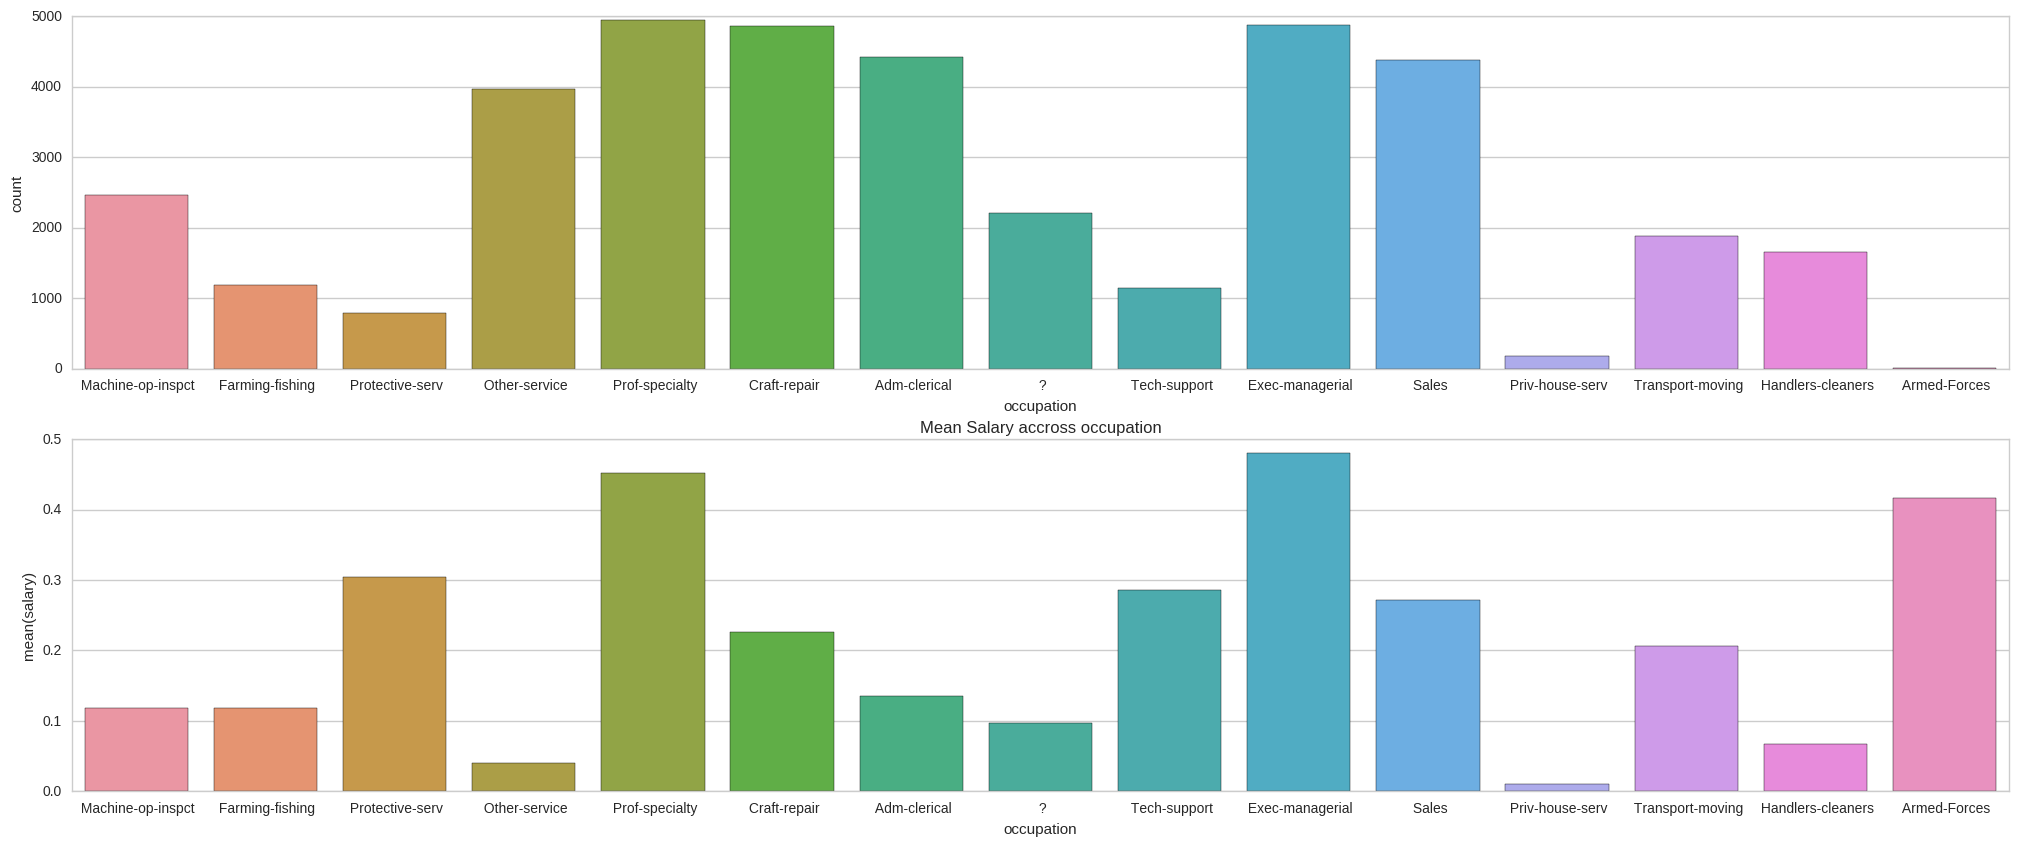 5000
4000
3000
2000
1000
0
count
Machine-op-inspct Farming-fishing Protective-serv Other-service Prof-specialty Craft-repair Adm-clerical ? Tech-support Exec-managerial Sales Priv-house-serv Transport-moving Handlers-cleaners Armed-Forces
occupation
Mean Salary accross occupation
0.5
0.4
0.3
0.2
0.1
0.0
mean(salary)
Machine-op-inspct Farming-fishing Protective-serv Other-service Prof-specialty Craft-repair Adm-clerical ? Tech-support Exec-managerial Sales Priv-house-serv Transport-moving Handlers-cleaners Armed-Forces
occupation